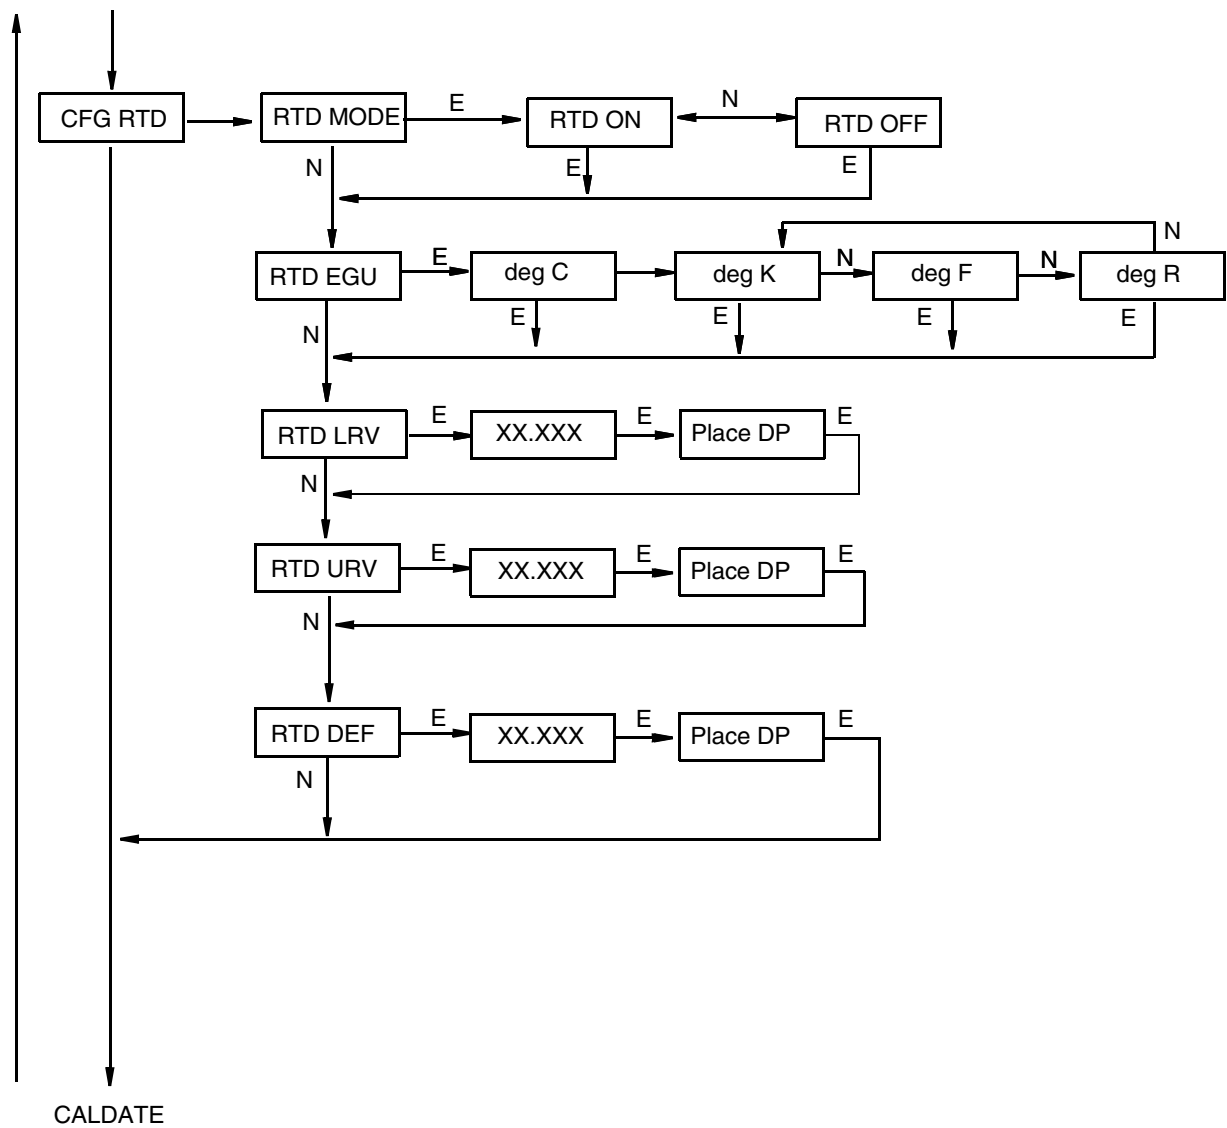 CFG RTD
RTD MODE
E
RTD ON
N
RTD OFF
N
E
E
RTD EGU
E
deg C
deg K
N
deg F
N
deg R
N
N
E
E
E
E
RTD LRV
E
XX.XXX
E
Place DP
E
N
RTD URV
E
XX.XXX
E
Place DP
E
N
RTD DEF
E
XX.XXX
E
Place DP
E
N
CALDATE